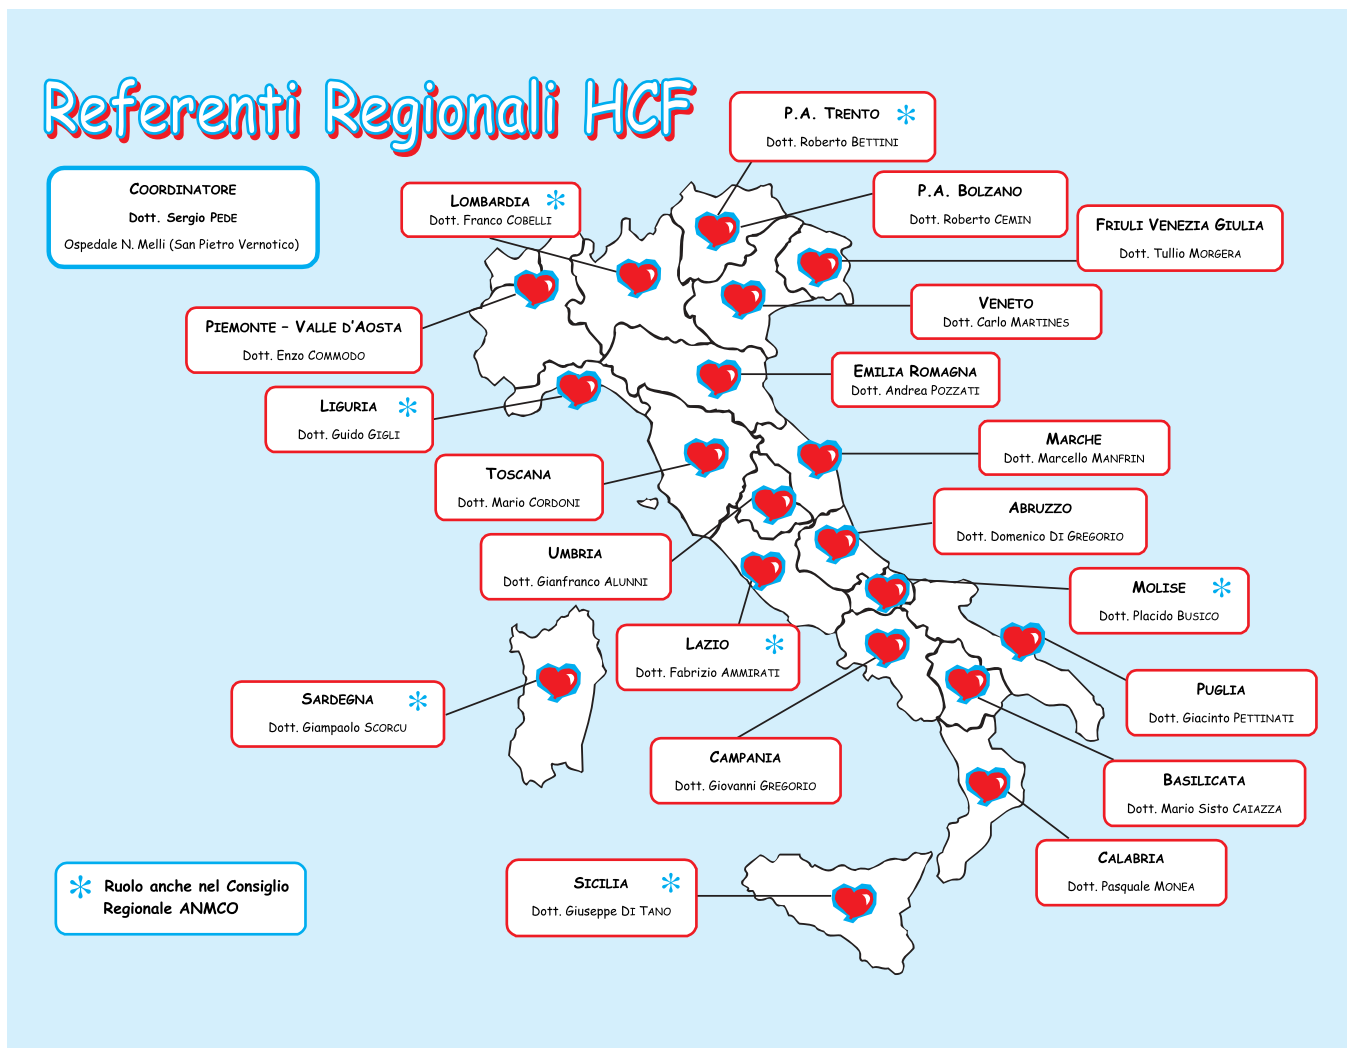 Referenti Regionali HCF
COORDINATORE
Dott. Sergio PEDE
Ospedale N. Melli (San Pietro Vernotico)
P.A. TRENTO *
Dott. Roberto BETTINI
LOMBARDIA *
Dott. Franco COBELLI
P.A. BOLZANO
Dott. Roberto CEMIN
FRIULI VENEZIA GIULIA
Dott. Tullio MORGERA
PIEMONTE – VALLE D'AOSTA
Dott. Enzo COMMODO
VENETO
Dott. Carlo MARTINES
EMILIA ROMAGNA
Dott. Andrea POZZATI
LIGURIA *
Dott. Guido GIGLI
MARCHE
Dott. Marcello MANFRIN
TOSCANA
Dott. Mario CORDONI
ABRUZZO
Dott. Domenico DI GREGORIO
UMBRIA
Dott. Gianfranco ALUNNI
MOLISE *
Dott. Placido BUSICO
LAZIO *
Dott. Fabrizio AMMIRATI
SARDEGNA *
Dott. Giampaolo SCORCU
PUGLIA
Dott. Giacinto PETTINATI
CAMPANIA
Dott. Giovanni GREGORIO
BASILICATA
Dott. Mario Sisto CAIAZZA
CALABRIA
Dott. Pasquale MONEA
SICILIA *
Dott. Giuseppe DI TANO
* Ruolo anche nel Consiglio
Regionale ANMCO